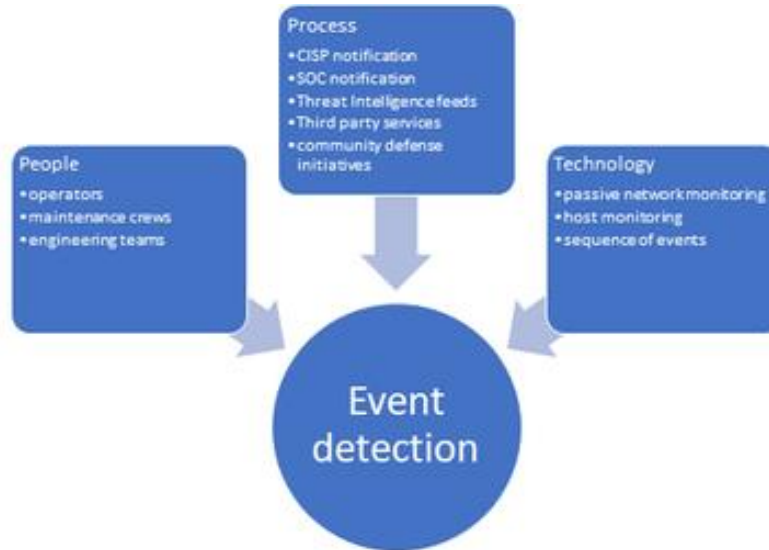 Process
•CISP notification
•SOC notification
•Threat Intelligence feeds
•Third party services
•community defense
initiatives
People
•operators
•maintenance crews
•engineering teams
Technology
•passive network monitoring
•host monitoring
•sequence of events
Event
detection